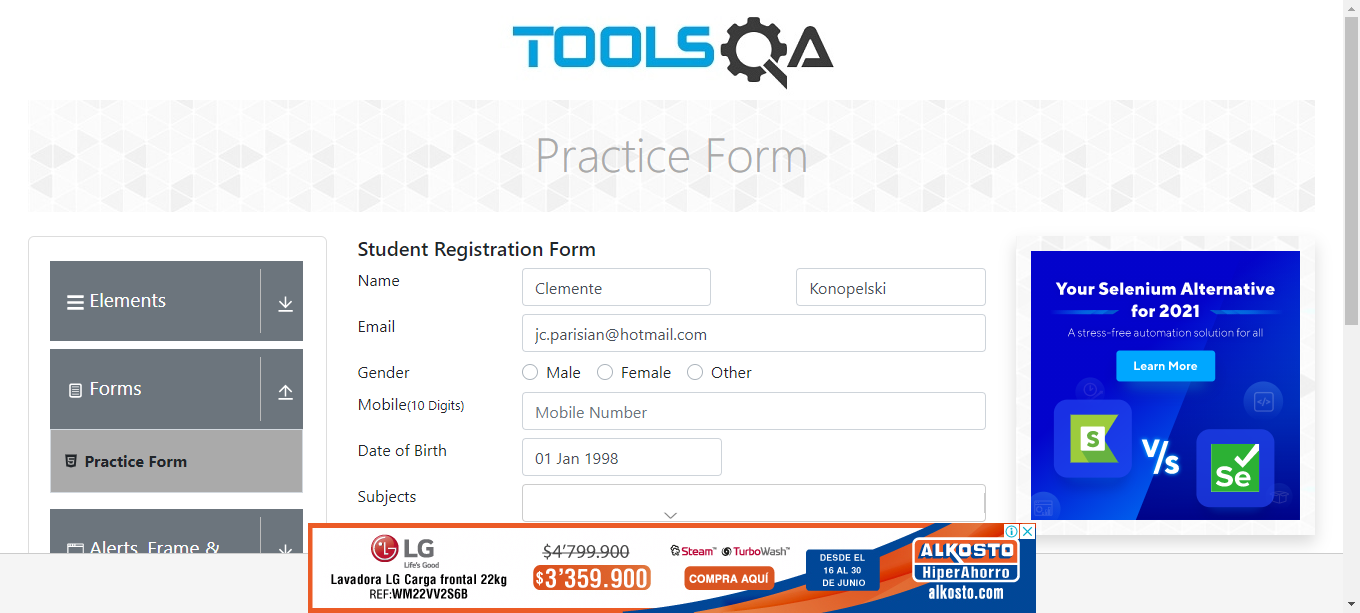 TOOLSQA
Practice Form
Elements
Forms
Practice Form
Alerts, Frame &
Student Registration Form
Name
Clemente
Konopelski
Email
jc.parisian@hotmail.com
Gender
Male
Female
Other
Mobile(10 Digits)
Mobile Number
Date of Birth
01 Jan 1998
Subjects
Your Selenium Alternative
for 2021
A stress-free automation solution for all
Learn More
S
V/s
Se
LG
Life's Good
Lavadora LG Carga frontal 22kg
REF:WM22VV2S6B
$4'799.900
$3'359.900
Steam™ TurboWash™
COMPRA AQUÍ
DESDE EL
16 AL 30
DE JUNIO
ALKOSTO
HiperAhorro
alkosto.com